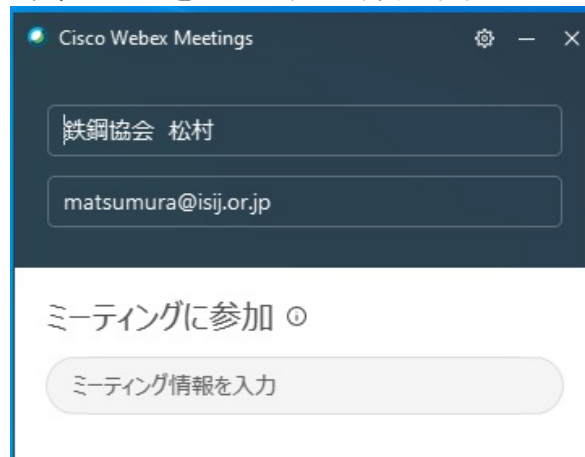 Cisco Webex Meetings
鉄鋼協会 松村
matsumura@isij.or.jp
ミーティングに参加
ミーティング情報を入力